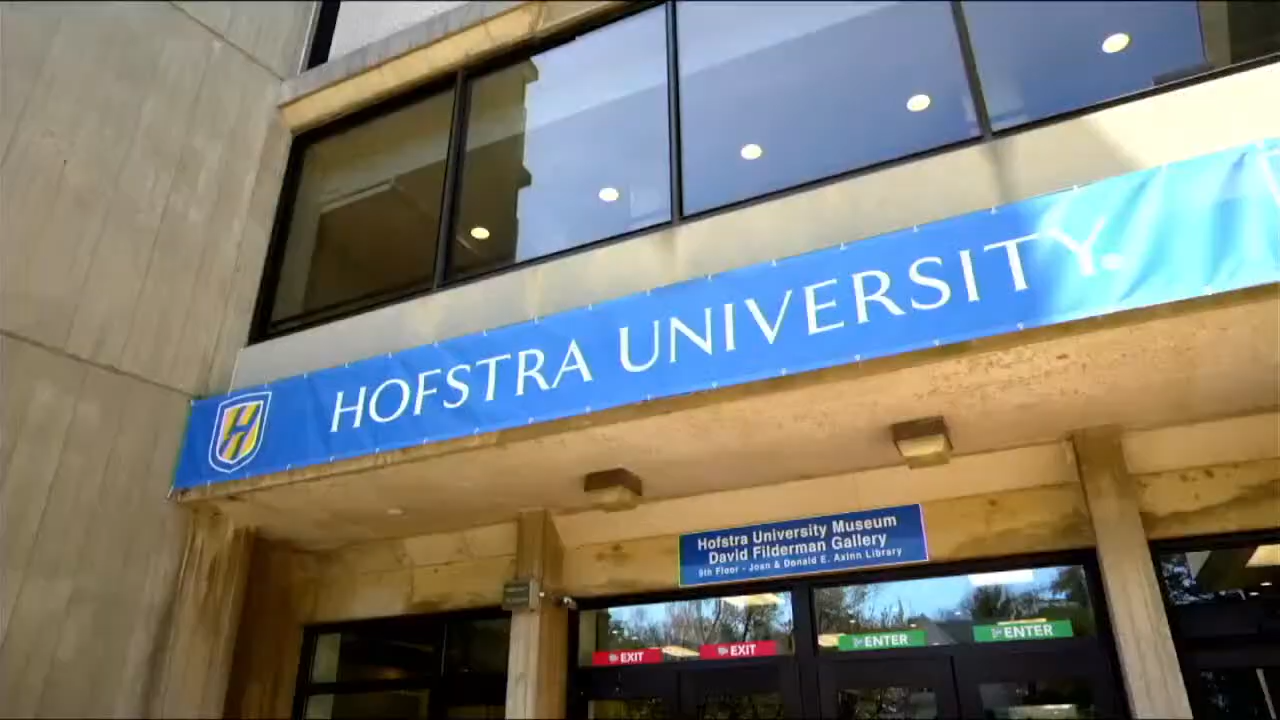 HOFSTRA UNIVERSITY®
H
Hofstra University Museum
David Filderman Gallery
9th Floor - Joan & Donald E. Axinn Library
EXIT
EXIT
ENTER
ENTER